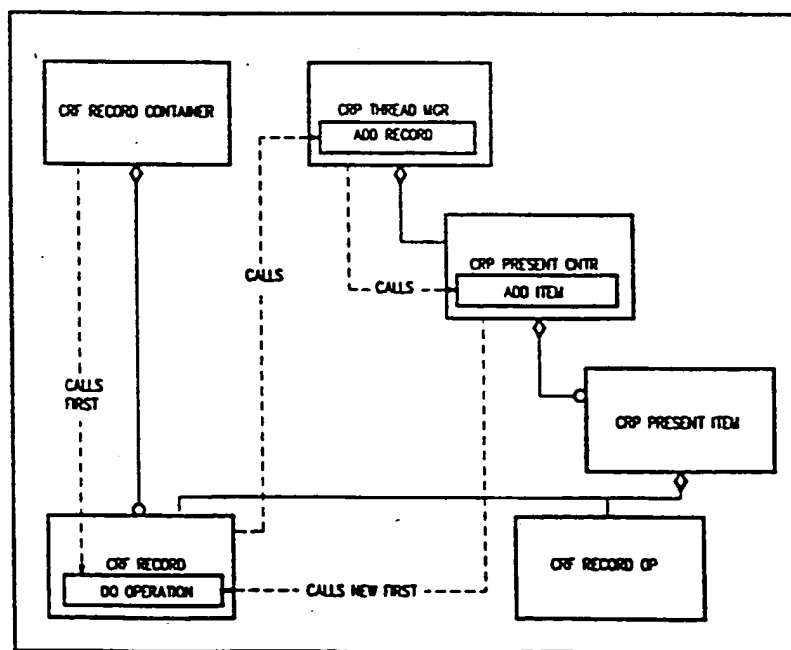 CRF RECORD CONTAINER
CRP THREAD MGR
ADD RECORD
CRP PRESENT CNTR
ADD ITEM
CALLS
CALLS
CALLS
FIRST
CRP PRESENT ITEM
CRF RECORD
DO OPERATION
CALLS NEW FIRST
CRF RECORD OP